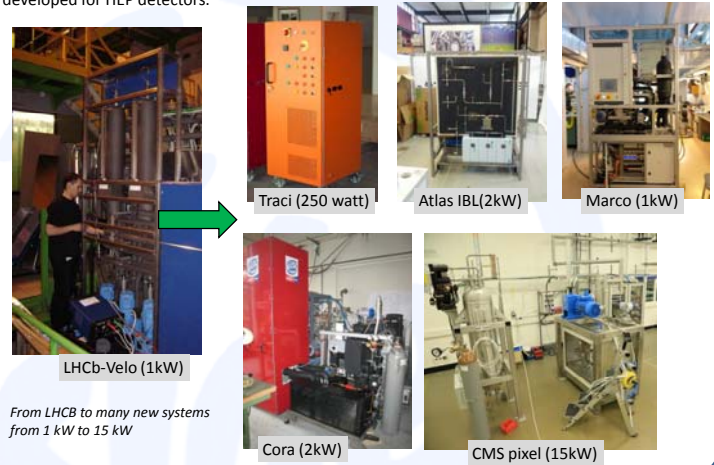 developed for HEP detectors.
Traci (250 watt)
Atlas IBL(2kW)
Marco (1kW)
LHCb-Velo (1kW)
From LHCB to many new systems
from 1 kW to 15 kW
Cora (2kW)
CMS pixel (15kW)